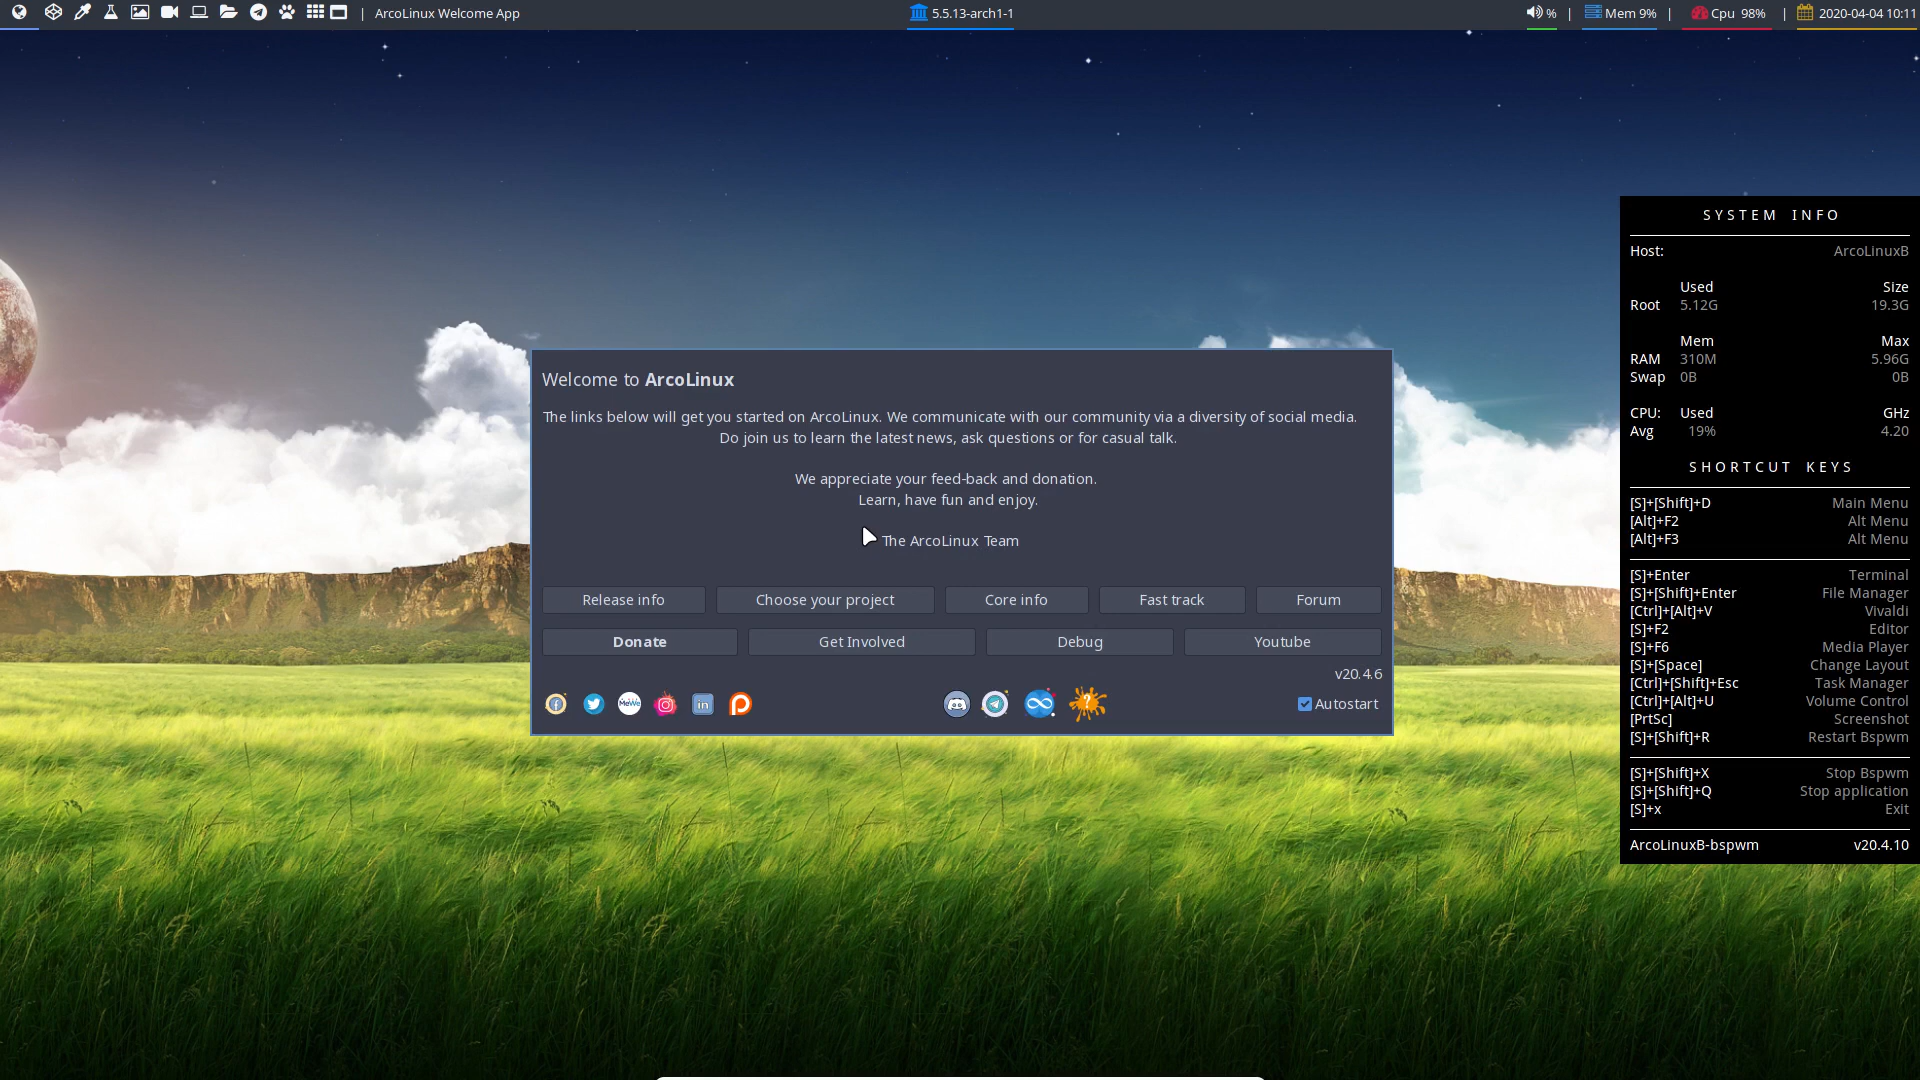 | ArcoLinux Welcome App 5.5.13-arch1-1 % | Mem 9% | Cpu 98% | 2020-04-04 10:11
Welcome to ArcoLinux
The links below will get you started on ArcoLinux. We communicate with our community via a diversity of social media.
Do join us to learn the latest news, ask questions or for casual talk.
We appreciate your feed-back and donation.
Learn, have fun and enjoy.
The ArcoLinux Team
Release info Choose your project Core info Fast track Forum
Donate Get Involved Debug Youtube
v20.4.6
MeWe in ? Autostart
SYSTEM INFO
Host: ArcoLinuxB
Used Size
Root 5.12G 19.3G
Mem Max
RAM 310M 5.96G
Swap 0B 0B
CPU: Used GHz
Avg 19% 4.20
SHORTCUT KEYS
[S]+[Shift]+D Main Menu
[Alt]+F2 Alt Menu
[Alt]+F3 Alt Menu
[S]+Enter Terminal
[S]+[Shift]+Enter File Manager
[Ctrl]+[Alt]+V Vivaldi
[S]+F2 Editor
[S]+F6 Media Player
[S]+[Space] Change Layout
[Ctrl]+[Shift]+Esc Task Manager
[Ctrl]+[Alt]+U Volume Control
[PrtSc] Screenshot
[S]+[Shift]+R Restart Bspwm
[S]+[Shift]+X Stop Bspwm
[S]+[Shift]+Q Stop application
[S]+x Exit
ArcoLinuxB-bspwm v20.4.10